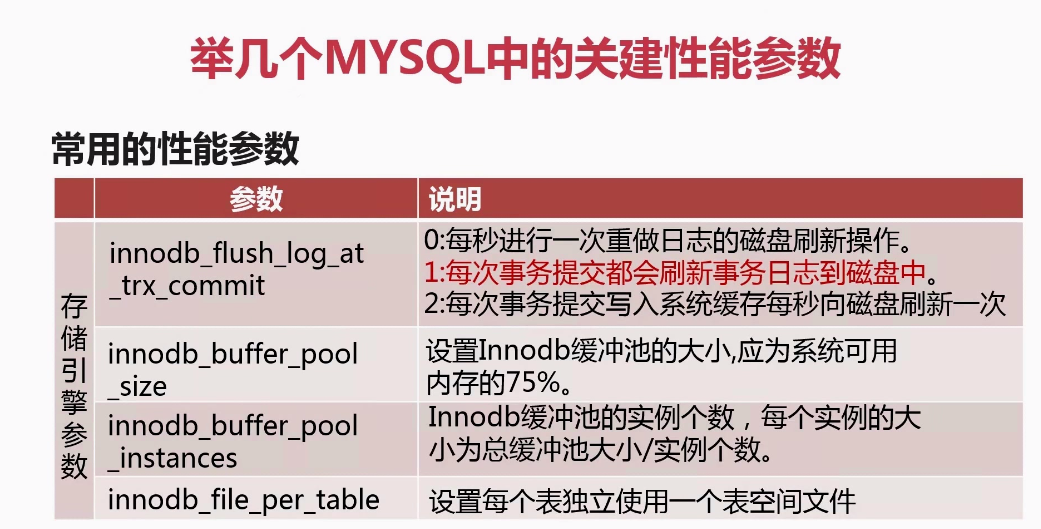 举几个MYSQL中的关建性能参数
常用的性能参数
参数
说明
存储引擎参数
innodb_flush_log_at
_trx_commit
0:每秒进行一次重做日志的磁盘刷新操作。
1:每次事务提交都会刷新事务日志到磁盘中。
2:每次事务提交写入系统缓存每秒向磁盘刷新一次
innodb_buffer_pool
_size
设置Innodb缓冲池的大小,应为系统可用
内存的75%。
innodb_buffer_pool
_instances
Innodb缓冲池的实例个数，每个实例的大
小为总缓冲池大小/实例个数。
innodb_file_per_table
设置每个表独立使用一个表空间文件